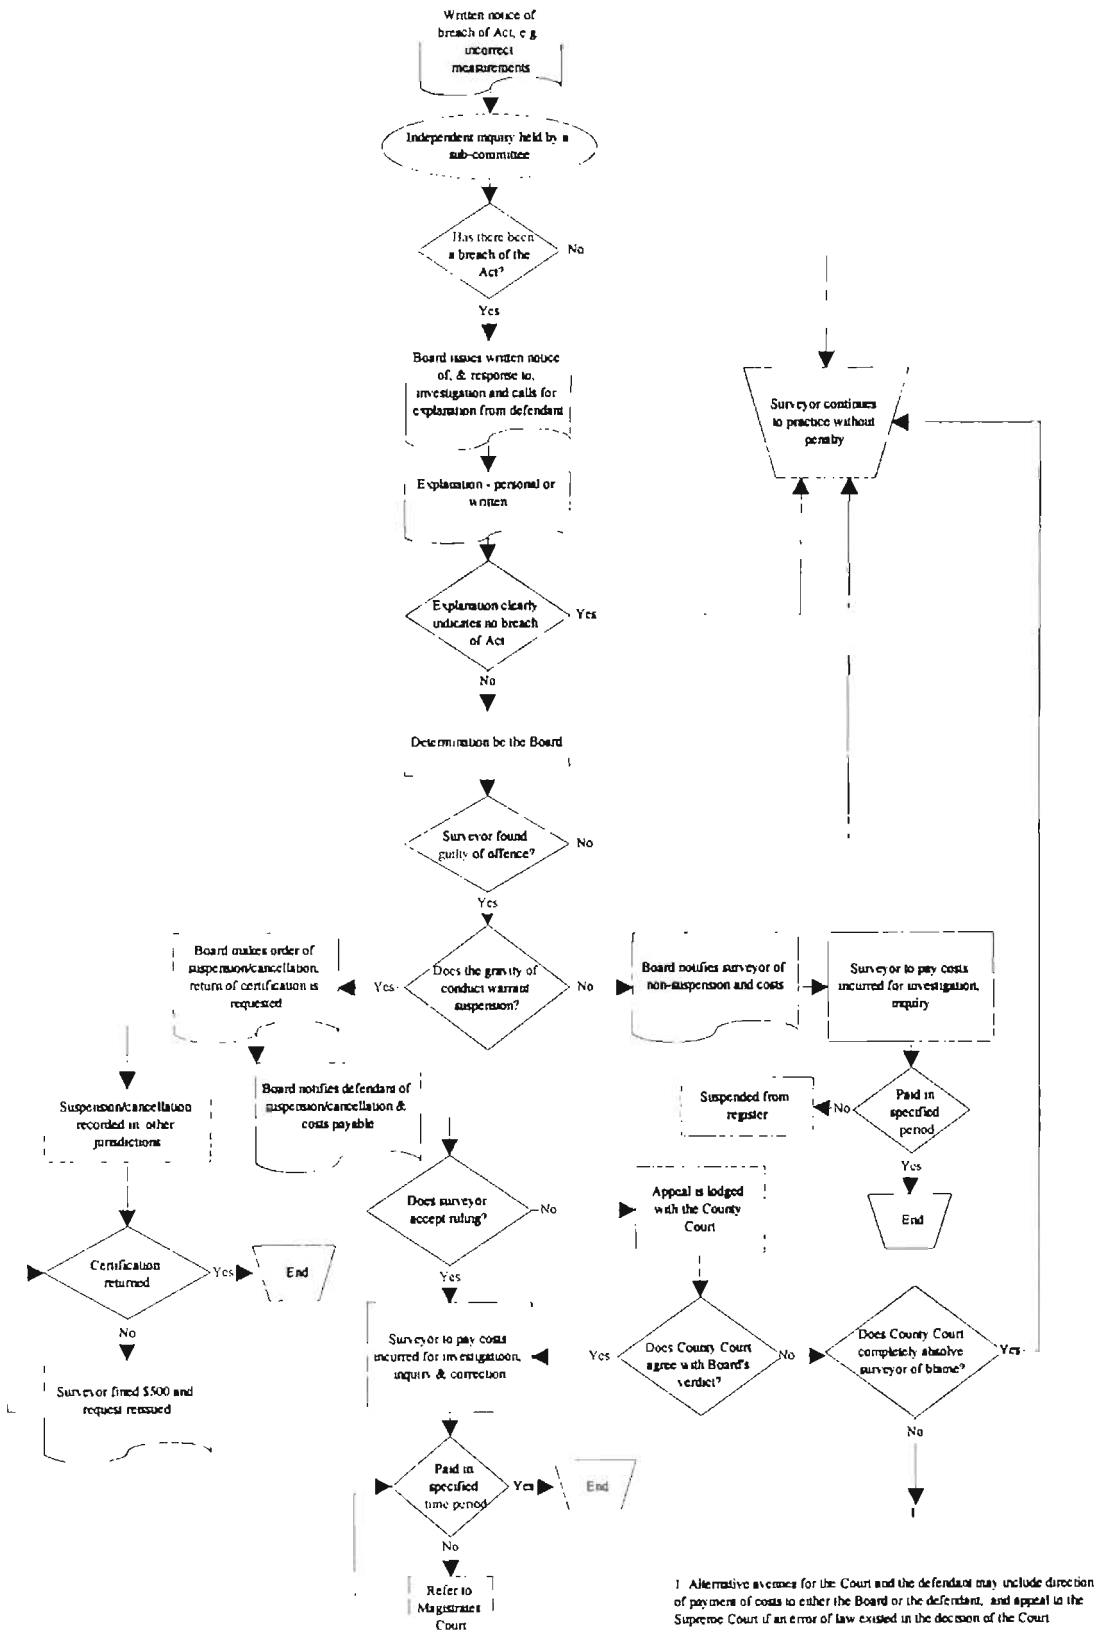 Written notice of
breach of Act, e.g.
incorrect
measurements
Independent inquiry held by a
sub-committee
Has there been
a breach of the
Act?
No
Yes
Board issues written notice
of, & response to,
investigation and calls for
explanation from defendant
Surveyor continues
to practice without
penalty
Explanation - personal or
written
Explanation clearly
indicates no breach
of Act
Yes
No
Determination be the Board
Surveyor found
guilty of offence?
No
Yes
Board makes order of
suspension/cancellation,
return of certification is
requested
Yes
Does the gravity of
conduct warrant
suspension?
No
Board notifies surveyor of
non-suspension and costs
Surveyor to pay costs
incurred for investigation,
inquiry
Suspension/cancellation
recorded in other
jurisdictions
Board notifies defendant of
suspension/cancellation &
costs payable
Suspended from
register
No
Paid in
specified
period
Yes
End
Does surveyor
accept ruling?
No
Yes
Appeal is lodged
with the County
Court
Certification
returned
Yes
End
No
Surveyor fined $500 and
request reissued
Surveyor to pay costs
incurred for investigatioon,
inquiry & correction
Yes
Does County Court
agree with Board's
verdict?
No
Does County Court
completely absolve
surveyor of blame?
Yes
No
1
Paid in
specified
time period
Yes
End
No
Refer to
Magistrates
Court
1 Alternative avenues for the Court and the defendant may include direction
of payment of costs to either the Board or the defendant, and appeal to the
Supreme Court if an error of law existed in the decision of the Court